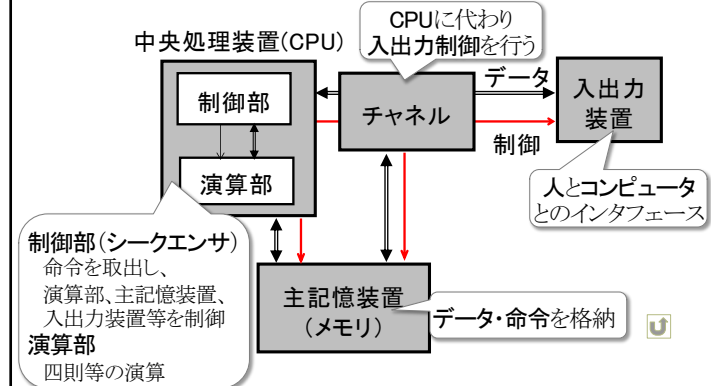 CPUに代わり
入出力制御を行う
中央処理装置(CPU)
制御部
演算部
チャネル
データ
制御
入出力
装置
人とコンピュータ
とのインタフェース
制御部(シークエンサ)
命令を取出し、
演算部、主記憶装置、
入出力装置等を制御
演算部
四則等の演算
主記憶装置
(メモリ)
データ・命令を格納